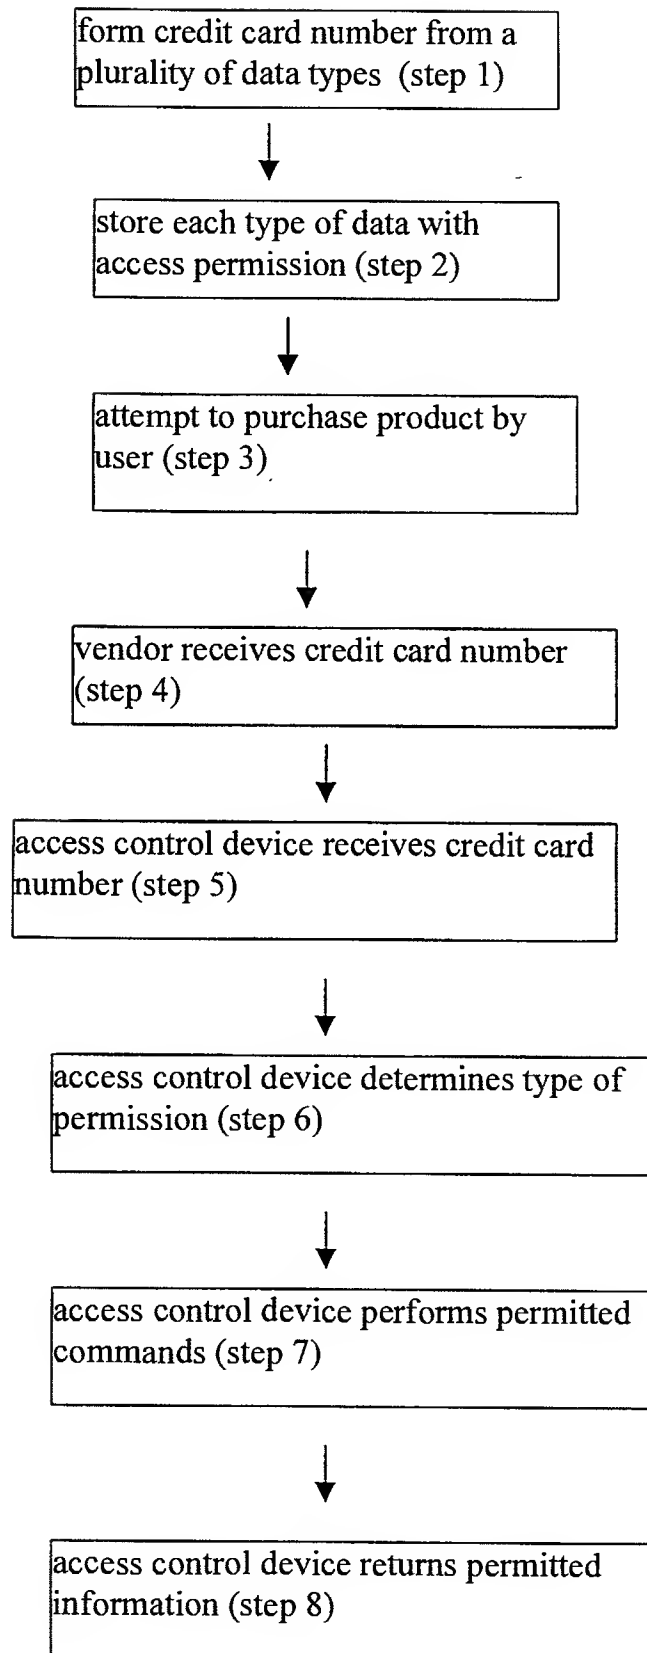 form credit card number from a
plurality of data types (step 1)
store each type of data with
access permission (step 2)
attempt to purchase product by
user (step 3)
vendor receives credit card number
(step 4)
access control device receives credit card
number (step 5)
access control device determines type of
permission (step 6)
access control device performs permitted
commands (step 7)
access control device returns permitted
information (step 8)